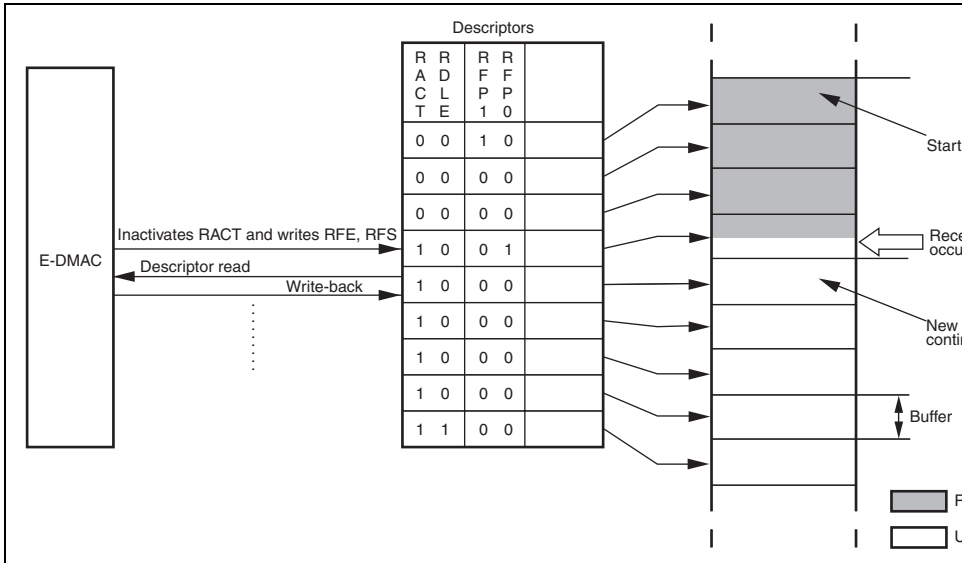 Descriptors
R R R R
A D F F
C L P P
T E 1 0
0 0 1 0
0 0 0 0
0 0 0 0
1 0 0 1
1 0 0 0
1 0 0 0
1 0 0 0
1 0 0 0
1 1 0 0
E-DMAC
Inactivates RACT and writes RFE, RFS
Descriptor read
Write-back
Start
New
Buffer